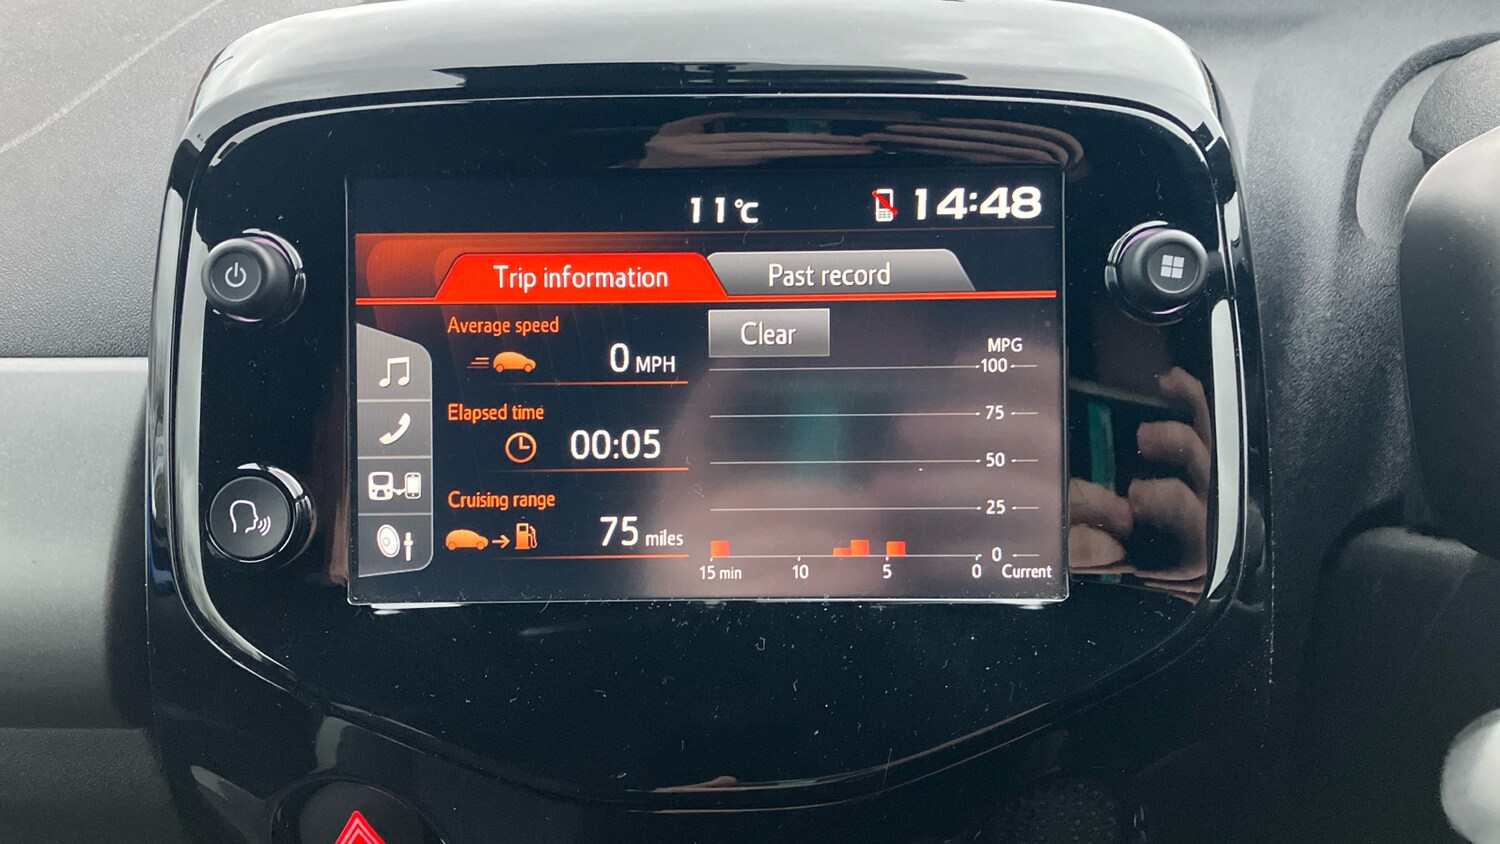 11℃ 14:48
Trip information Past record
Average speed
0 MPH
Elapsed time
00:05
Cruising range
75 miles
Clear
MPG
100
75
50
25
0
15 min 10 5 0 Current